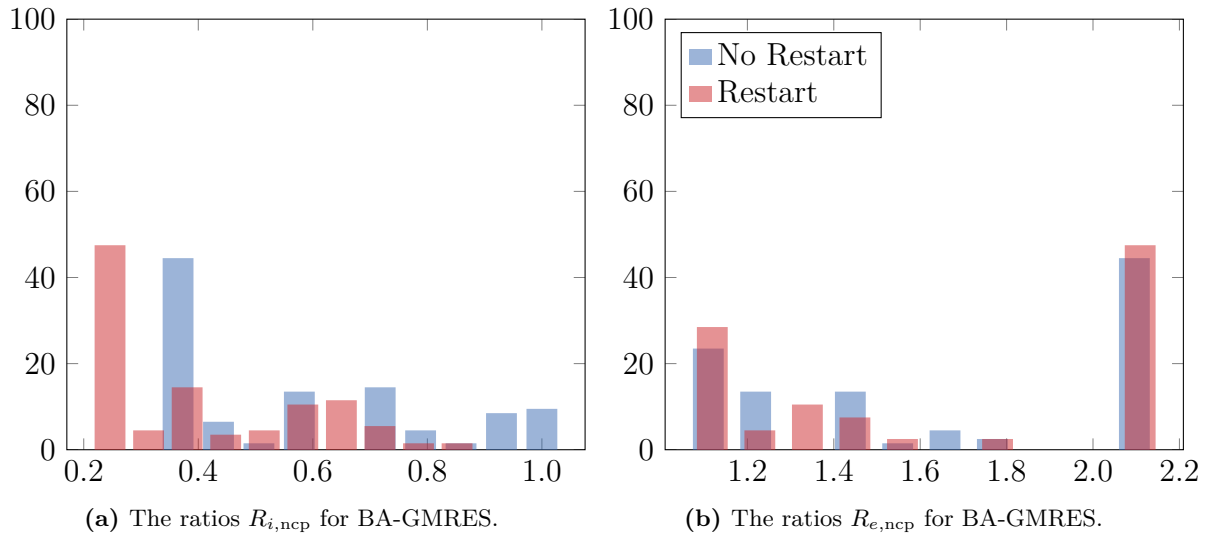 100
80
60
40
20
0
0.2 0.4 0.6 0.8 1.0
(a) The ratios R_{i,ncp} for BA-GMRES.
100
80
60
40
20
0
1.2 1.4 1.6 1.8 2.0 2.2
No Restart
Restart
(b) The ratios R_{e,ncp} for BA-GMRES.